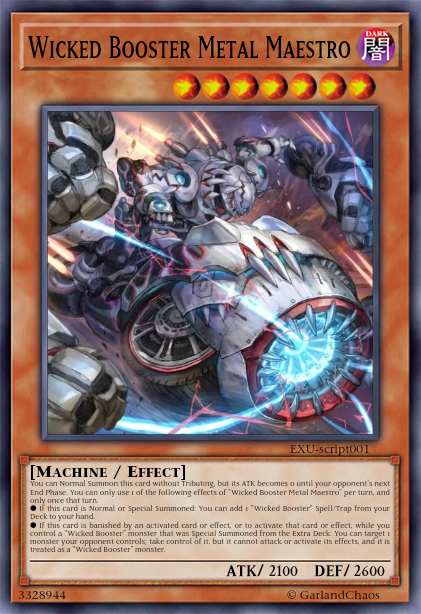 Wicked Booster Metal Maestro
DARK
闇
EXU-script001
[Machine / Effect]
You can Normal Summon this card without Tributing, but its ATK becomes 0 until your opponent's next
End Phase. You can only use 1 of the following effects of "Wicked Booster Metal Maestro" per turn, and
only once that turn.
● If this card is Normal or Special Summoned: You can add 1 "Wicked Booster" Spell/Trap from your
Deck to your hand.
● If this card is banished by an activated card or effect, or to activate that card or effect, while you
control a "Wicked Booster" monster that was Special Summoned from the Extra Deck: You can target 1
monster your opponent controls; take control of it, but it cannot attack or activate its effects, and it is
treated as a "Wicked Booster" monster.
ATK/ 2100 DEF/ 2600
3328944
© GarlandChaos